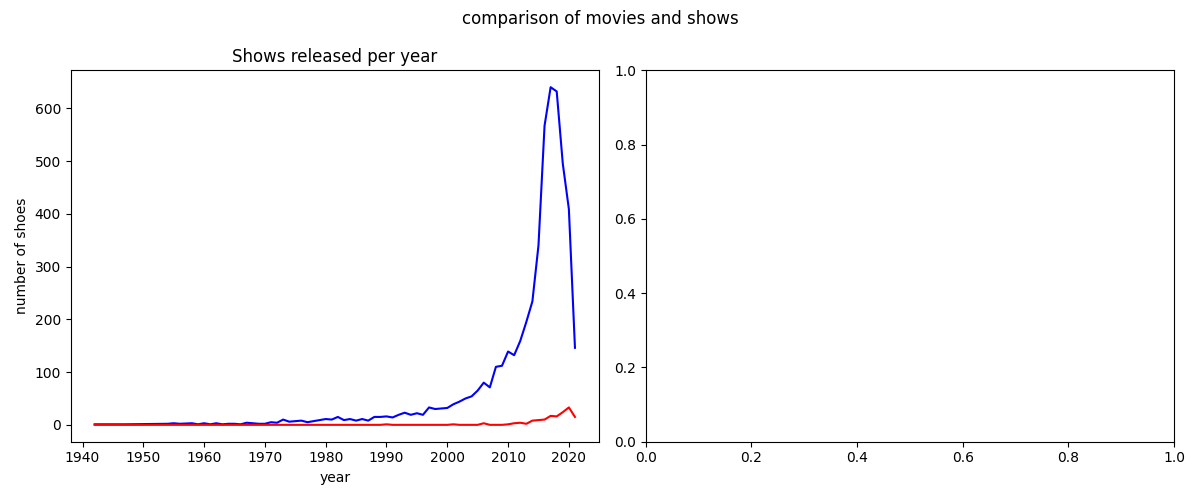 comparison of movies and shows
Shows released per year
number of shoes
600
500
400
300
200
100
0
1940 1950 1960 1970 1980 1990 2000 2010 2020
year
1.0
0.8
0.6
0.4
0.2
0.0
0.0 0.2 0.4 0.6 0.8 1.0